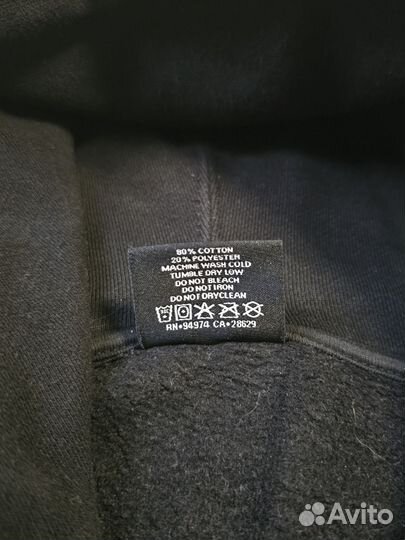 80% COTTON
20% POLYESTER
MACHINE WASH COLD
TUMBLE DRY LOW
DO NOT BLEACH
DO NOT IRON
DO NOT DRYCLEAN
RN•94974 CA•28629
Avito